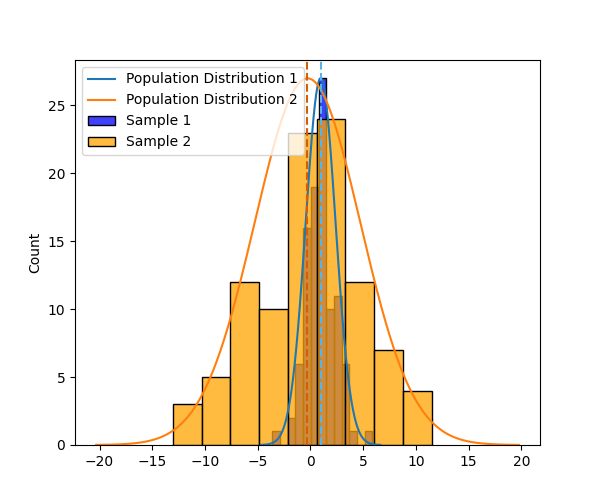 Population Distribution 1
Population Distribution 2
Sample 1
Sample 2
Count
25
20
15
10
5
0
−20 −15 −10 −5 0 5 10 15 20